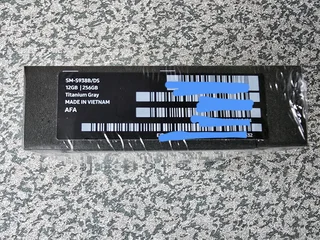 SM-S938B/DS
12GB | 256GB
Titanium Gray
MADE IN VIETNAM
AFA